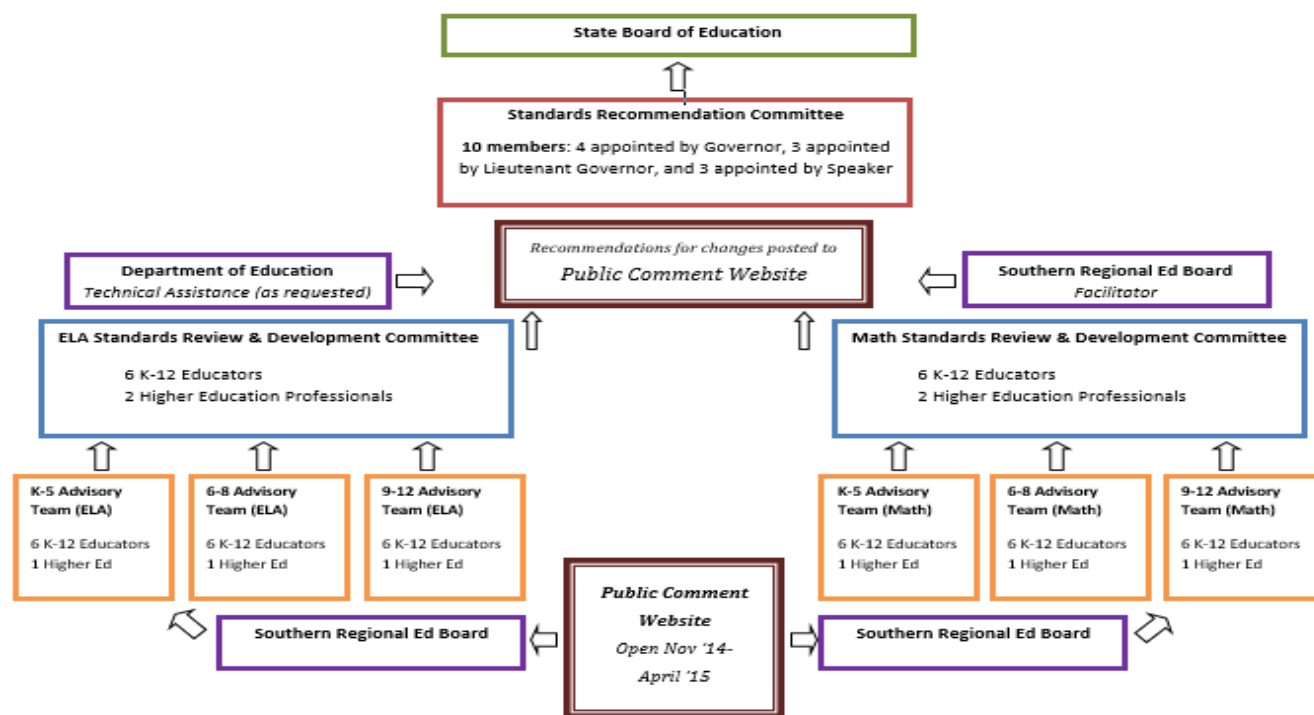 State Board of Education
Standards Recommendation Committee
10 members: 4 appointed by Governor, 3 appointed
by Lieutenant Governor, and 3 appointed by Speaker
Recommendations for changes posted to
Public Comment Website
Department of Education
Technical Assistance (as requested)
Southern Regional Ed Board
Facilitator
ELA Standards Review & Development Committee
6 K-12 Educators
2 Higher Education Professionals
Math Standards Review & Development Committee
6 K-12 Educators
2 Higher Education Professionals
K-5 Advisory
Team (ELA)
6 K-12 Educators
1 Higher Ed
6-8 Advisory
Team (ELA)
6 K-12 Educators
1 Higher Ed
9-12 Advisory
Team (ELA)
6 K-12 Educators
1 Higher Ed
K-5 Advisory
Team (Math)
6 K-12 Educators
1 Higher Ed
6-8 Advisory
Team (Math)
6 K-12 Educators
1 Higher Ed
9-12 Advisory
Team (Math)
6 K-12 Educators
1 Higher Ed
Southern Regional Ed Board
Public Comment
Website
Open Nov '14-
April '15
Southern Regional Ed Board